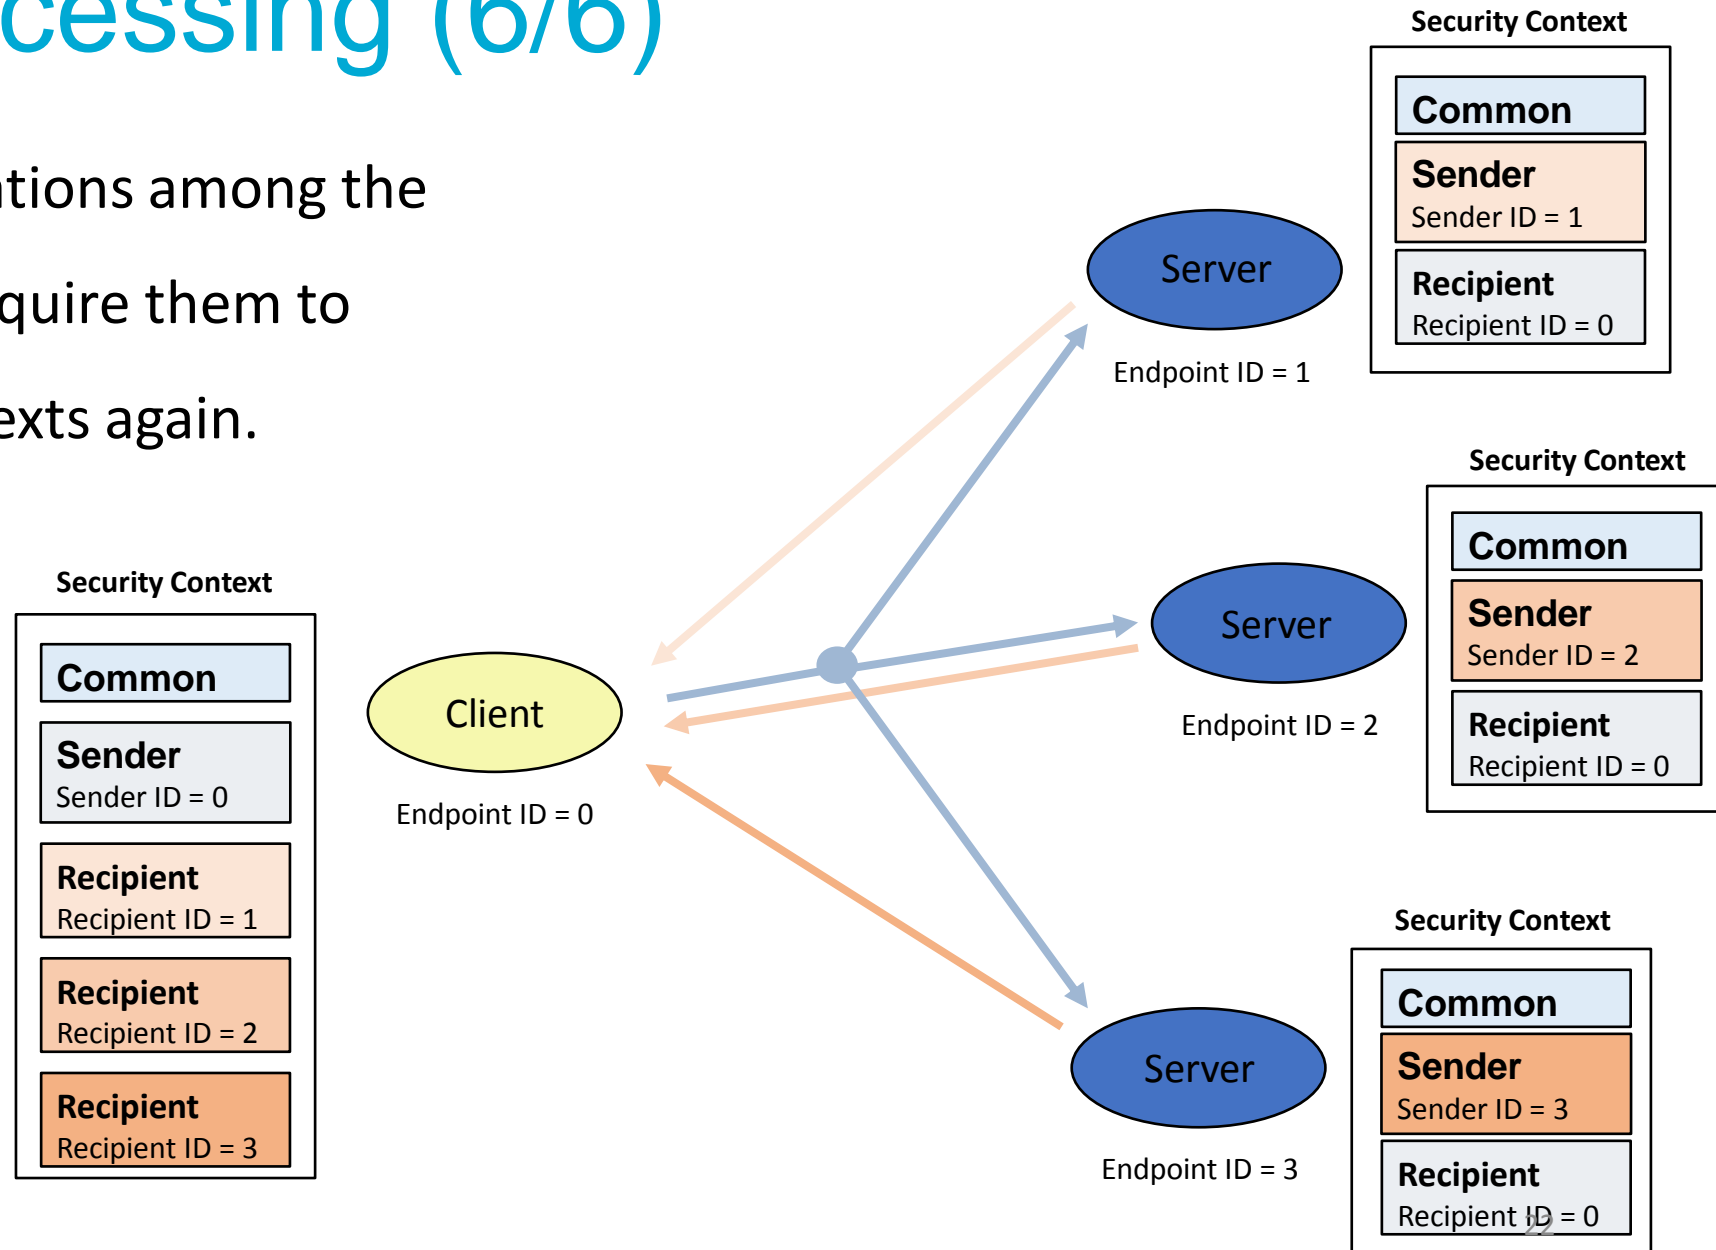 cessing (6/6)
ations among the
quire them to
exts again.
Security Context
Common
Sender
Sender ID = 1
Recipient
Recipient ID = 0
Server
Endpoint ID = 1
Security Context
Common
Sender
Sender ID = 2
Recipient
Recipient ID = 0
Server
Endpoint ID = 2
Security Context
Common
Sender
Sender ID = 0
Recipient
Recipient ID = 1
Recipient
Recipient ID = 2
Recipient
Recipient ID = 3
Client
Endpoint ID = 0
Security Context
Common
Sender
Sender ID = 3
Recipient
Recipient ID = 0
Server
Endpoint ID = 3
22